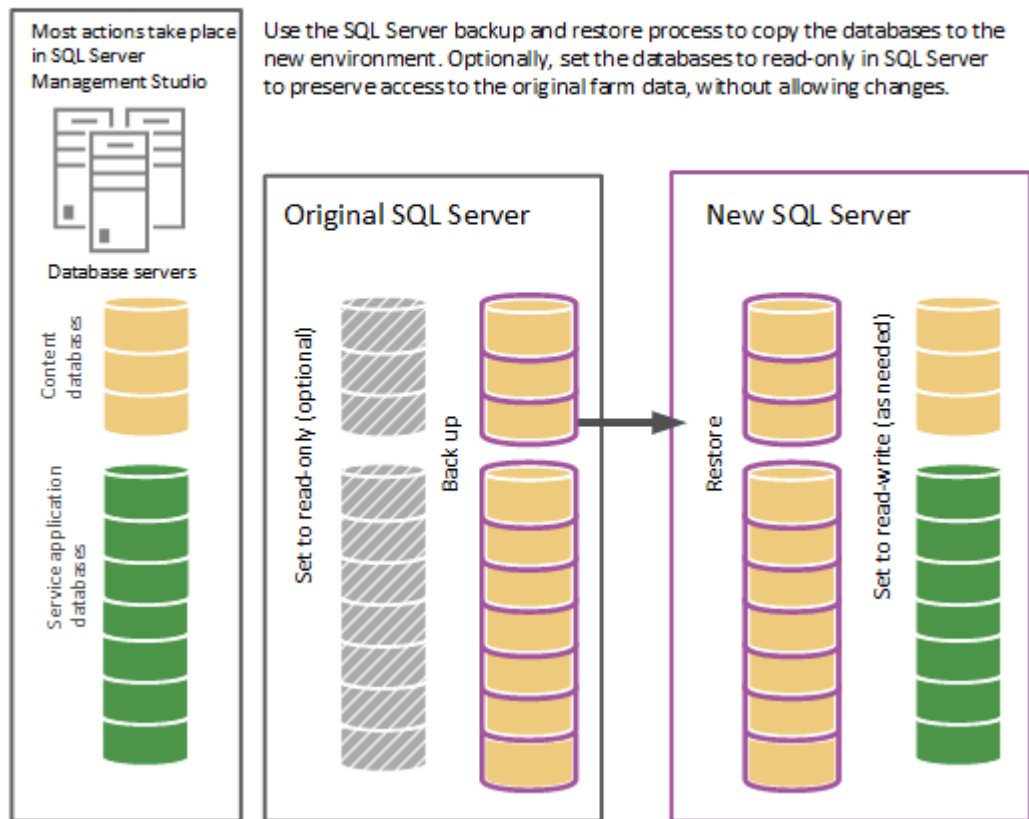 Most actions take place
in SQL Server
Management Studio
Database servers
Content
databases
Service application
databases
Use the SQL Server backup and restore process to copy the databases to the
new environment. Optionally, set the databases to read-only in SQL Server
to preserve access to the original farm data, without allowing changes.
Original SQL Server
Set to read-only (optional)
Back up
New SQL Server
Restore
Set to read-write (as needed)